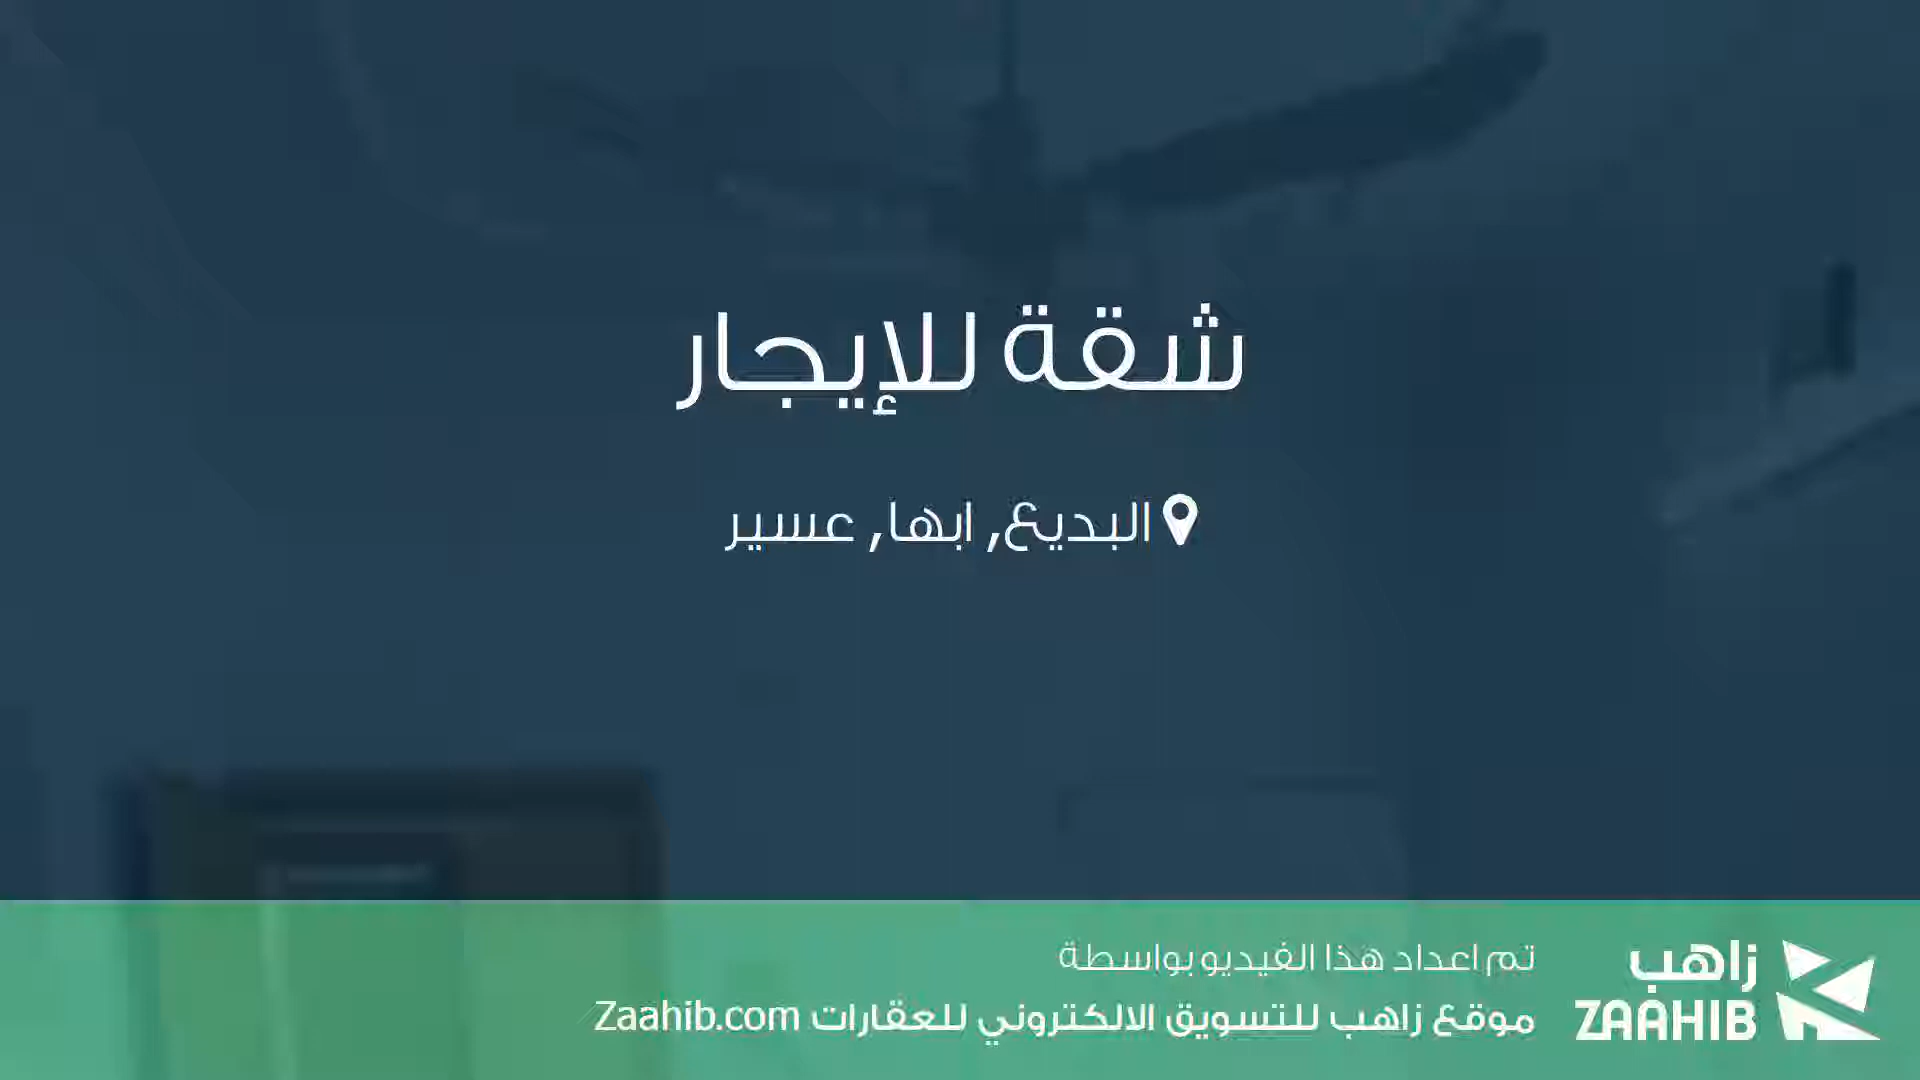 شقة للإيجار
البديع, ابها, عسير
تم اعداد هذا الفيديو بواسطة
موقع زاهب للتسويق الالكتروني للعقارات Zaahib.com
زاهب
ZAAHIB